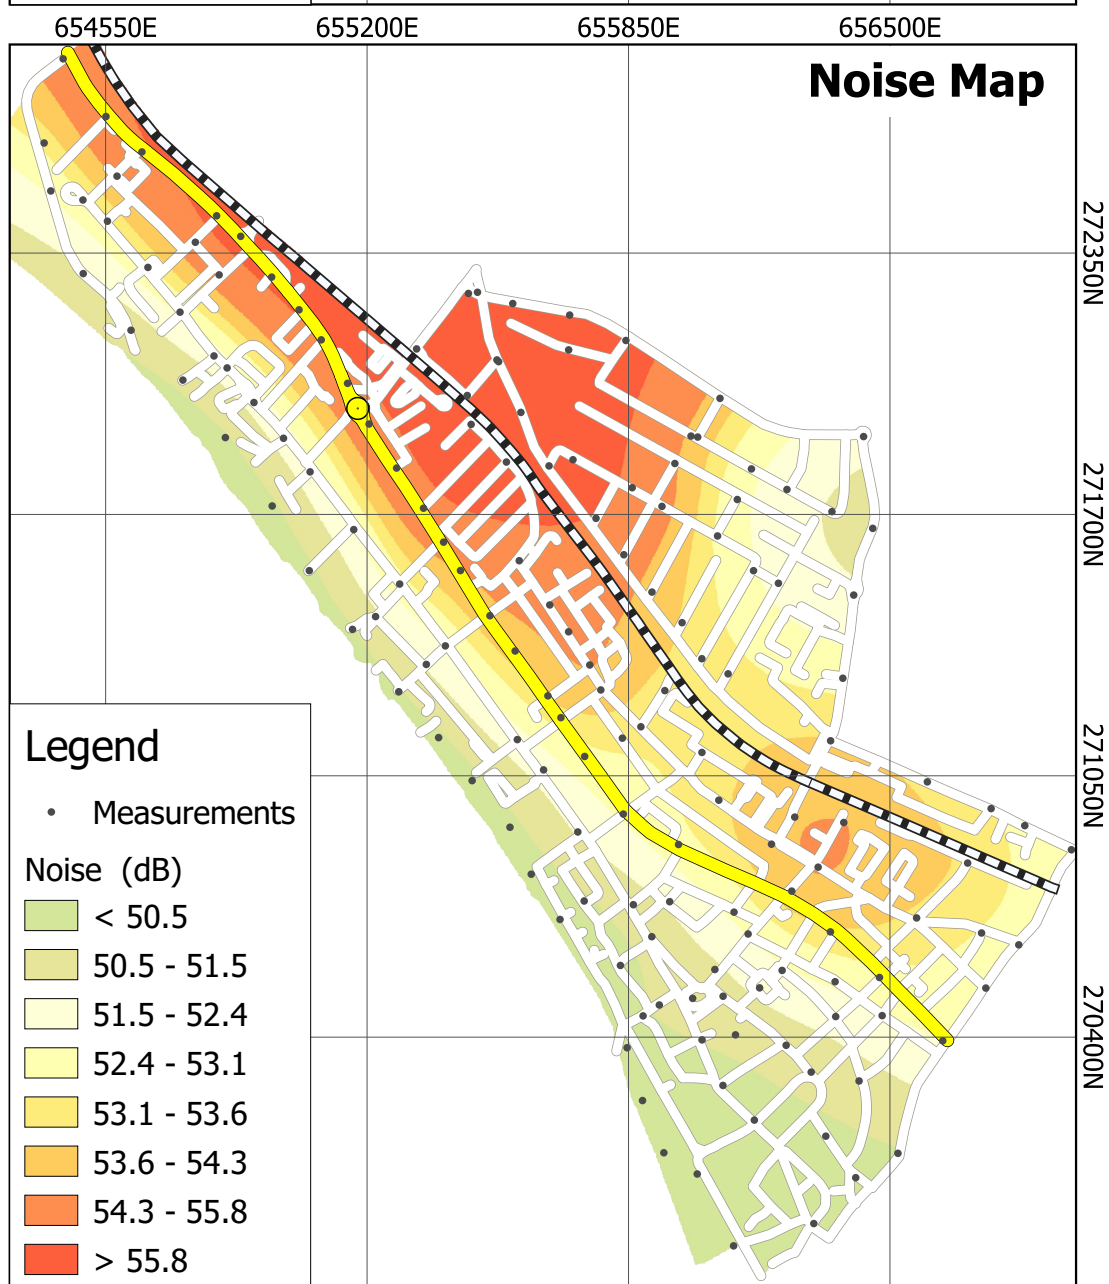 654550E 655200E 655850E 656500E
Noise Map
272350N
271700N
271050N
270400N
Legend
Measurements
Noise (dB)
< 50.5
50.5 - 51.5
51.5 - 52.4
52.4 - 53.1
53.1 - 53.6
53.6 - 54.3
54.3 - 55.8
> 55.8